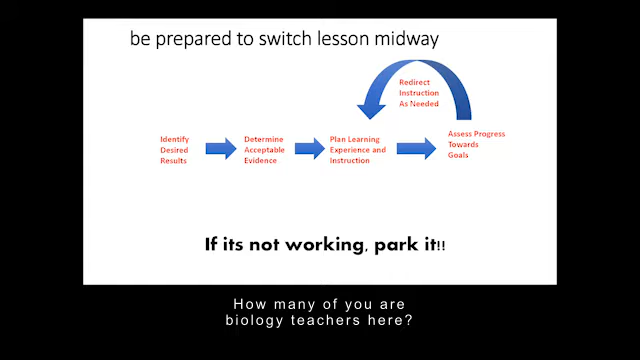 be prepared to switch lesson midway
Redirect
Instruction
As Needed
Identify
Desired
Results
Determine
Acceptable
Evidence
Plan Learning
Experience and
Instruction
Assess Progress
Towards
Goals
If its not working, park it!!
How many of you are
biology teachers here?